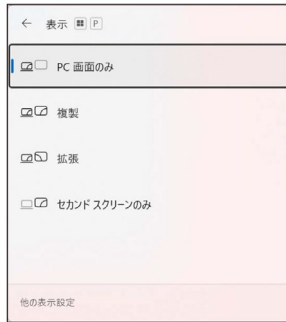 ← 表示 P
PC 画面のみ
複製
拡張
セカンド スクリーンのみ
他の表示設定